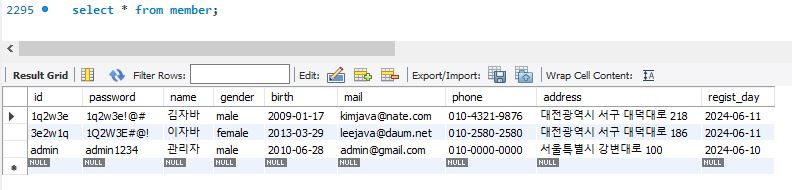 2295 select * from member;
Result Grid Filter Rows: Edit: Export/Import: Wrap Cell Content: IA
id password name gender birth mail phone address regist_day
1q2w3e 1q2w3e!@# 김자바 male 2009-01-17 kimjava@nate.com 010-4321-9876 대전광역시 서구 대덕대로 218 2024-06-11
3e2w1q 1Q2W3E#@! 이자바 female 2013-03-29 leejava@daum.net 010-2580-2580 대전광역시 서구 대덕대로 186 2024-06-11
admin admin1234 관리자 male 2010-06-28 admin@gmail.com 010-0000-0000 서울특별시 강변대로 100 2024-06-10
NULL NULL NULL NULL NULL NULL NULL NULL NULL